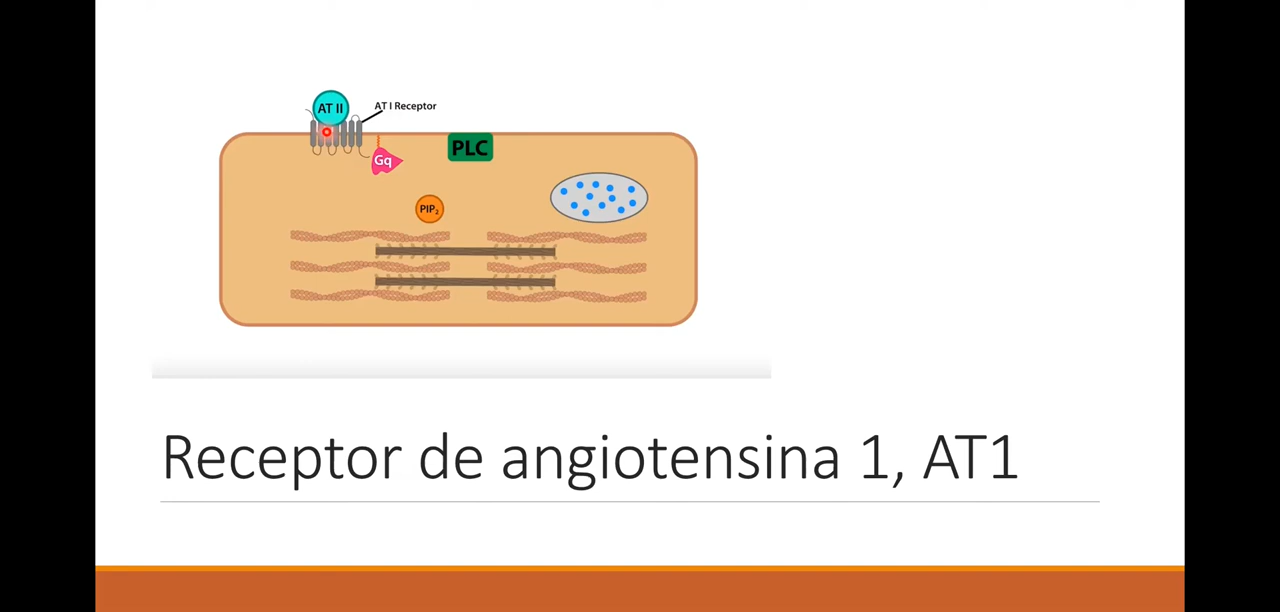 AT II
AT I Receptor
Gq
PLC
PIP2
Receptor de angiotensina 1, AT1